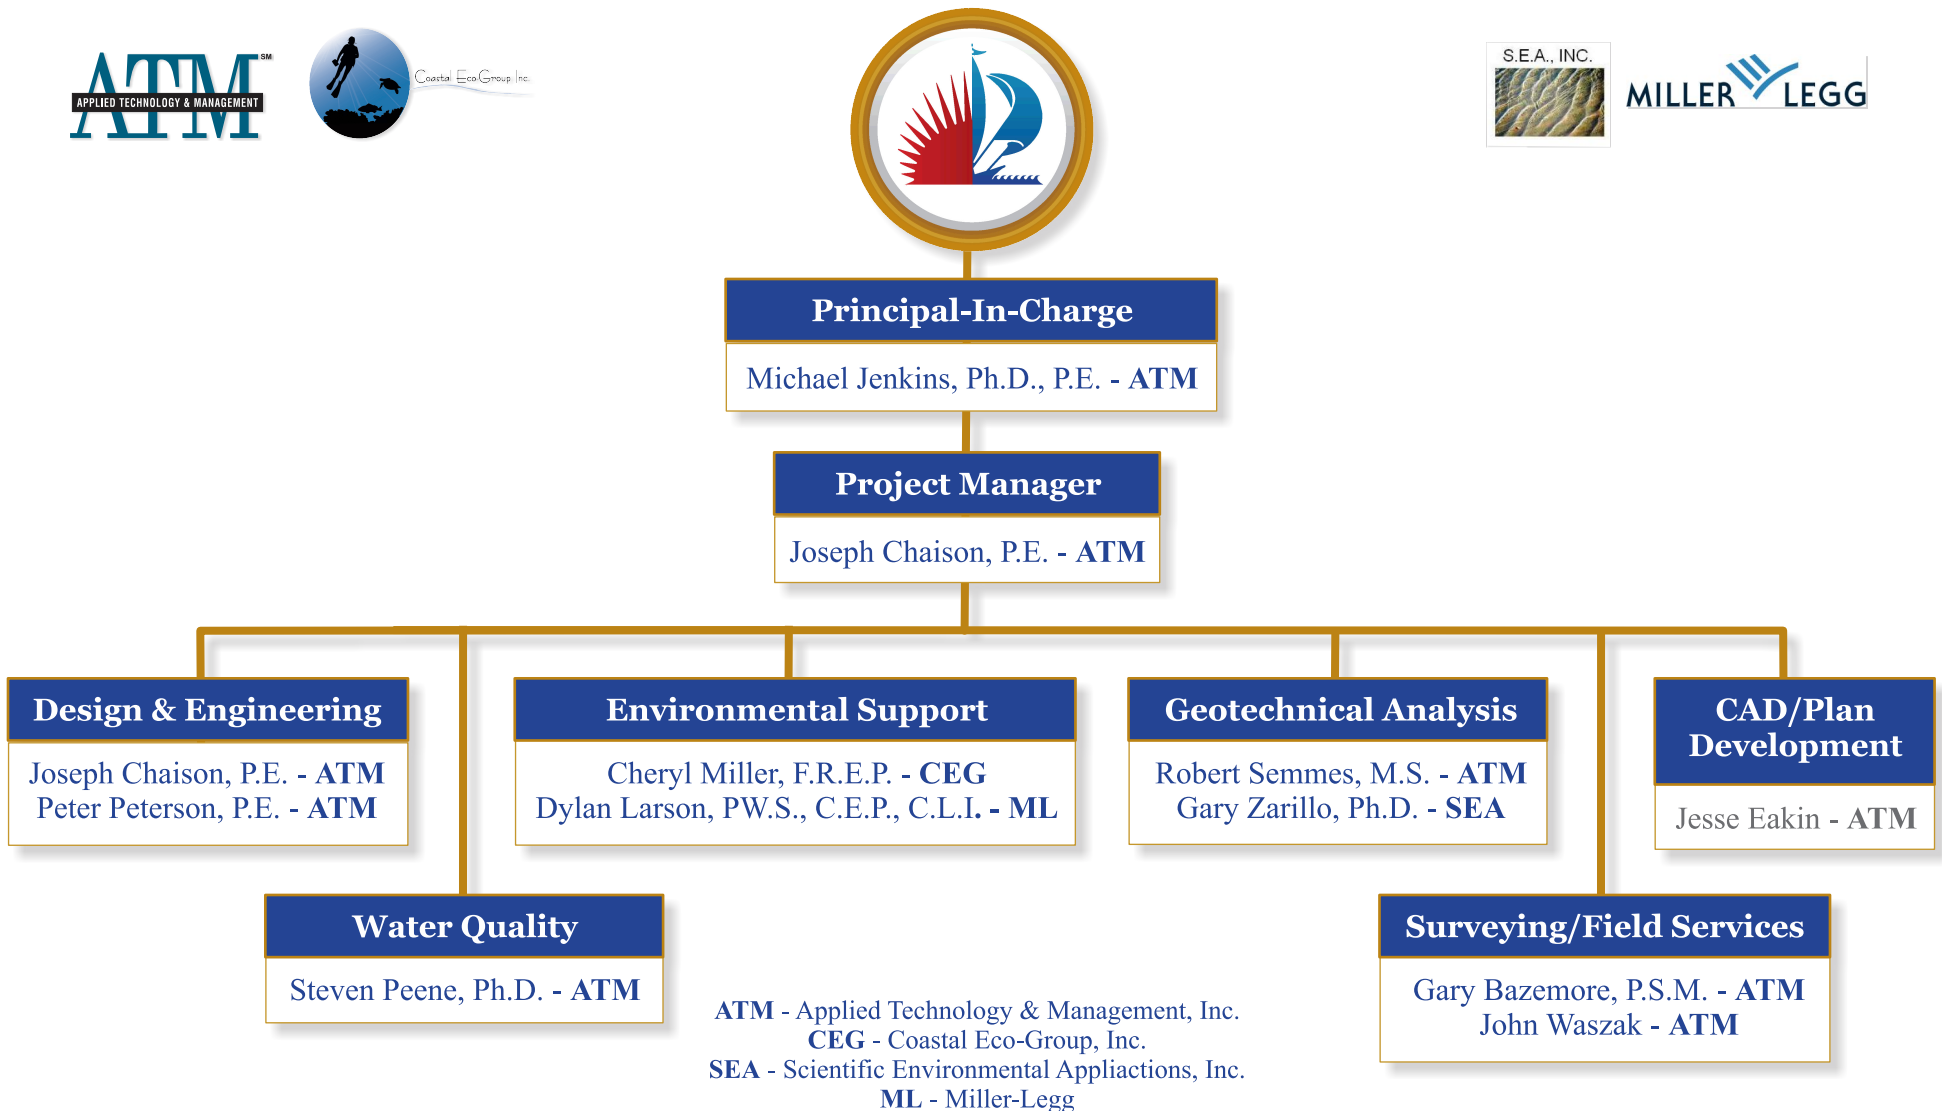 ATM SM
APPLIED TECHNOLOGY & MANAGEMENT
Coastal Eco-Group Inc.
S.E.A., INC.
MILLER LEGG
Principal-In-Charge
Michael Jenkins, Ph.D., P.E. - ATM
Project Manager
Joseph Chaison, P.E. - ATM
Design & Engineering
Joseph Chaison, P.E. - ATM
Peter Peterson, P.E. - ATM
Environmental Support
Cheryl Miller, F.R.E.P. - CEG
Dylan Larson, PW.S., C.E.P., C.L.I. - ML
Geotechnical Analysis
Robert Semmes, M.S. - ATM
Gary Zarillo, Ph.D. - SEA
CAD/Plan
Development
Jesse Eakin - ATM
Water Quality
Steven Peene, Ph.D. - ATM
Surveying/Field Services
Gary Bazemore, P.S.M. - ATM
John Waszak - ATM
ATM - Applied Technology & Management, Inc.
CEG - Coastal Eco-Group, Inc.
SEA - Scientific Environmental Appliactions, Inc.
ML - Miller-Legg